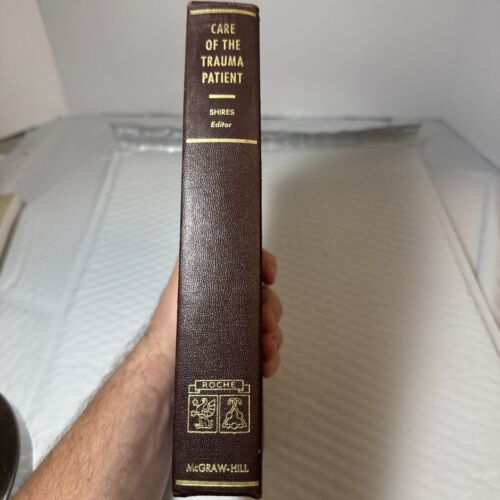 CARE
OF THE
TRAUMA
PATIENT
SHIRES
Editor
ROCHE
McGRAW-HILL